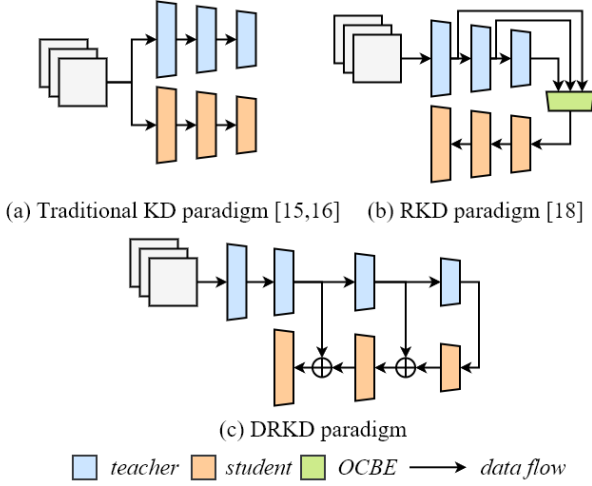 (a) Traditional KD paradigm [15,16] (b) RKD paradigm [18]
(c) DRKD paradigm
teacher student OCBE data flow